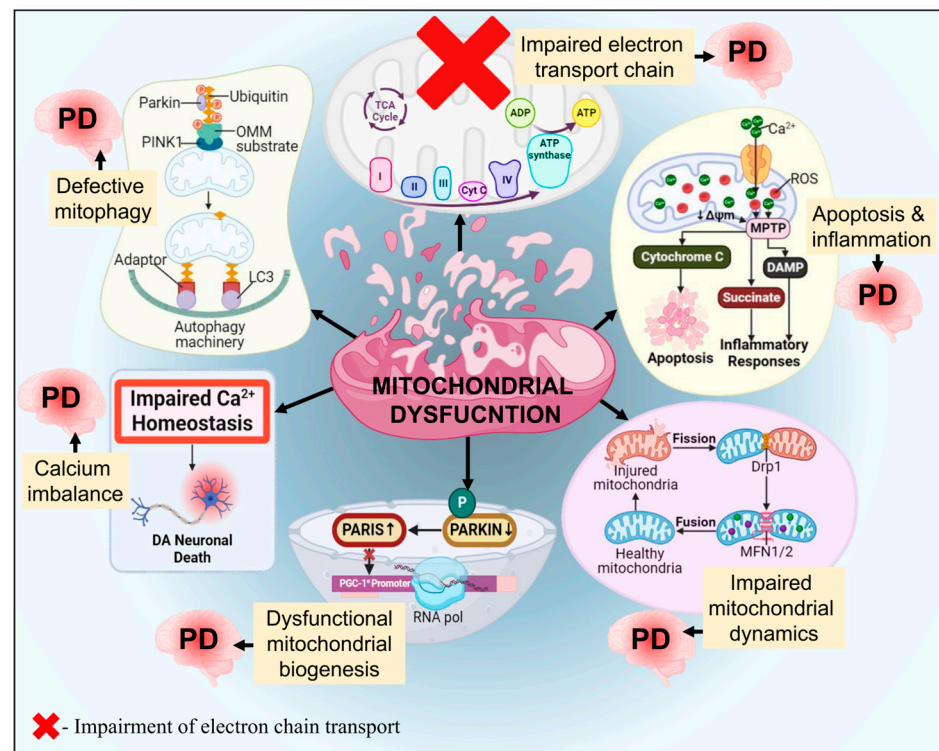 Impaired electron
transport chain
PD
TCA
Cycle
ADP
ATP
ATP
synthase
I
II
III
Cyt C
IV
PD
Defective
mitophagy
Parkin
Ubiquitin
P
P
P
P
PINK1
OMM
substrate
Adaptor
LC3
Autophagy
machinery
Ca²⁺
ROS
↓Δψm
MPTP
Cytochrome C
DAMP
Succinate
Apoptosis
Inflammatory
Responses
Apoptosis &
inflammation
PD
MITOCHONDRIAL
DYSFUCNTION
PD
Calcium
imbalance
Impaired Ca²⁺
Homeostasis
DA Neuronal
Death
P
PARIS↑
PARKIN↓
PGC-1ᵅ Promoter
RNA pol
PD
Dysfunctional
mitochondrial
biogenesis
Injured
mitochondria
Fission
Drp1
Fusion
MFN1/2
Healthy
mitochondria
PD
Impaired
mitochondrial
dynamics
- Impairment of electron chain transport